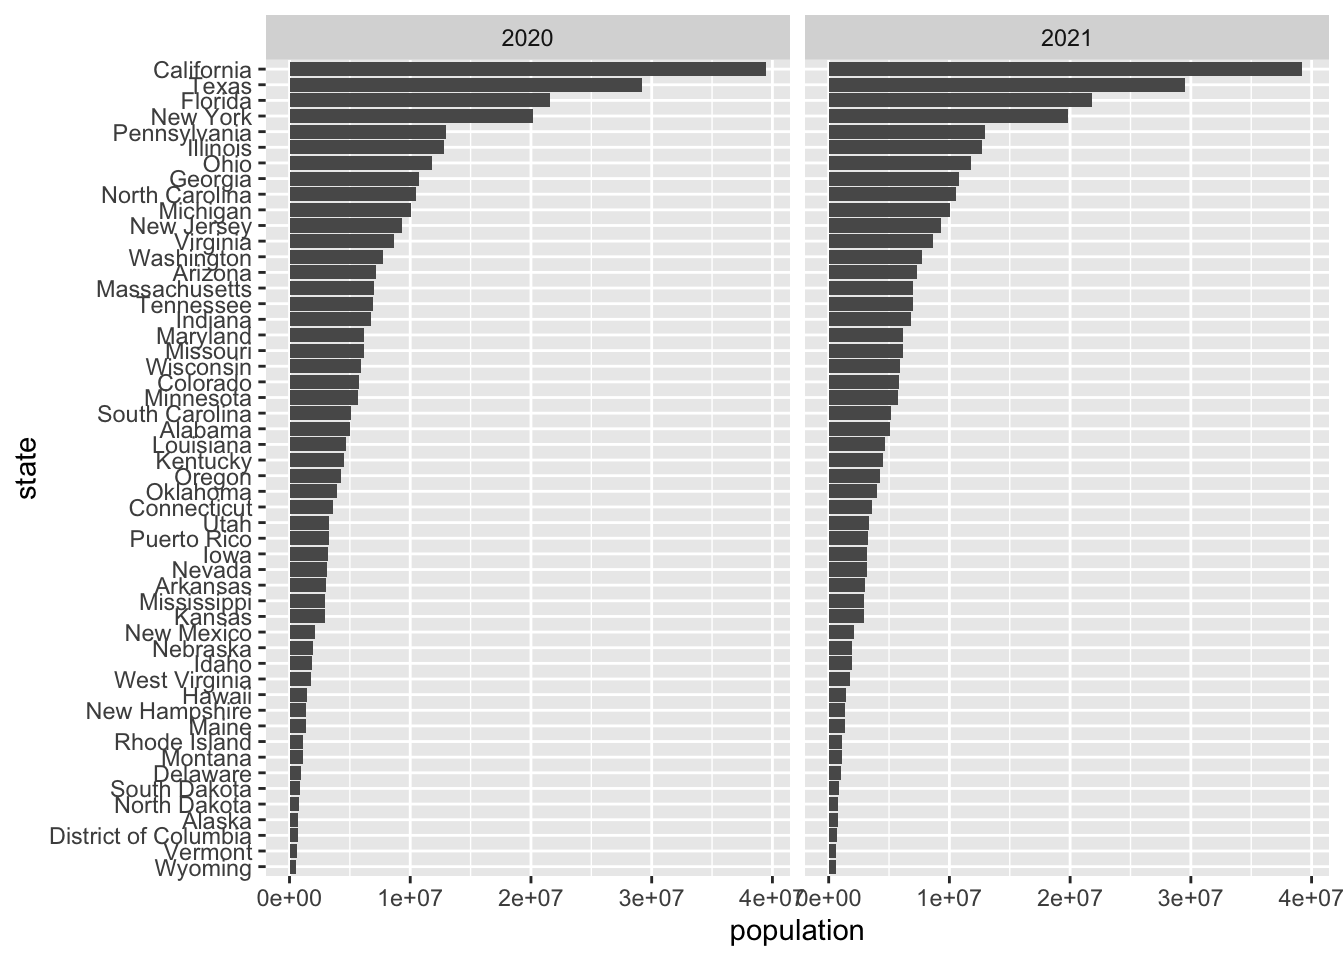 2020
2021
California
Texas
Florida
New York
Pennsylvania
Illinois
Ohio
Georgia
North Carolina
Michigan
New Jersey
Virginia
Washington
Arizona
Massachusetts
Tennessee
Indiana
Maryland
Missouri
Wisconsin
Colorado
Minnesota
South Carolina
Alabama
Louisiana
Kentucky
Oregon
Oklahoma
Connecticut
Utah
Puerto Rico
Iowa
Nevada
Arkansas
Mississippi
Kansas
New Mexico
Nebraska
Idaho
West Virginia
Hawaii
New Hampshire
Maine
Rhode Island
Montana
Delaware
South Dakota
North Dakota
Alaska
District of Columbia
Vermont
Wyoming
state
0e+00 1e+07 2e+07 3e+07 4e+07 0e+00 1e+07 2e+07 3e+07 4e+07
population